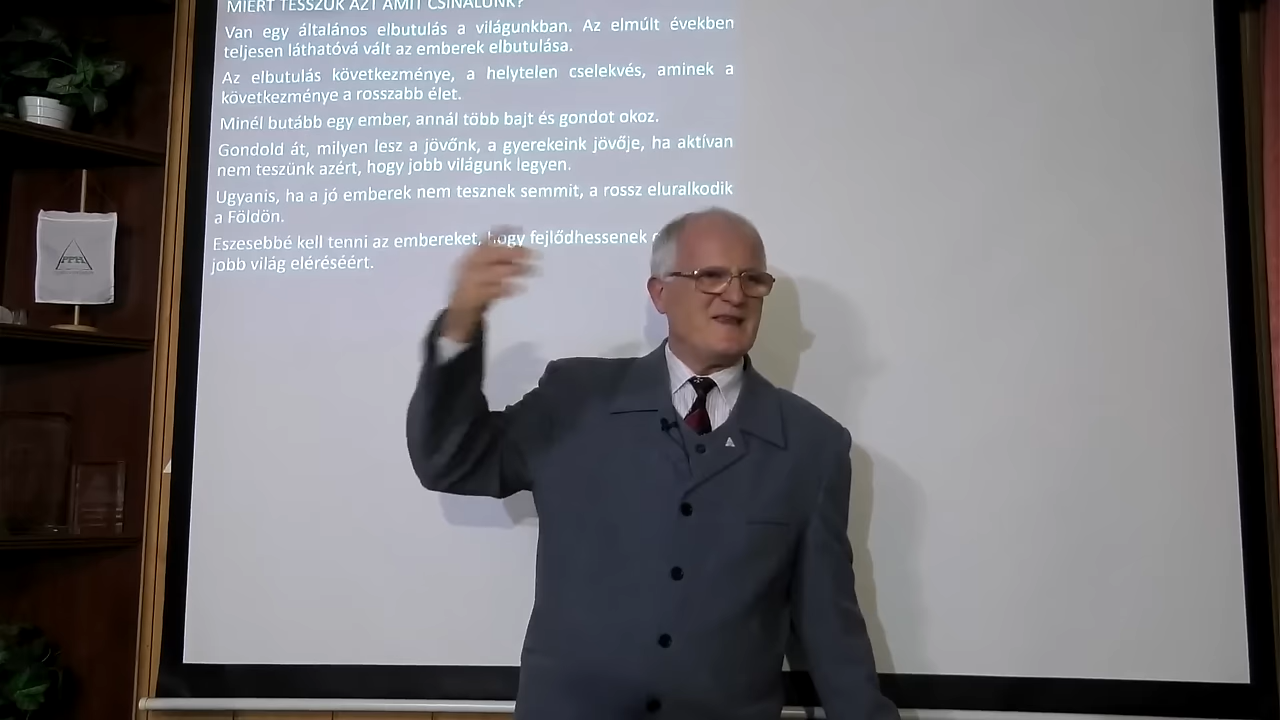 MIÉRT TESSZÜK AZT AMIT CSINÁLUNK?
Van egy általános elbutulás a világunkban. Az elmúlt években
teljesen láthatóvá vált az emberek elbutulása.
Az elbutulás következménye, a helytelen cselekvés, aminek a
következménye a rosszabb élet.
Minél butább egy ember, annál több bajt és gondot okoz.
Gondold át, milyen lesz a jövőnk, a gyerekeink jövője, ha aktívan
nem teszünk azért, hogy jobb világunk legyen.
Ugyanis, ha a jó emberek nem tesznek semmit, a rossz eluralkodik
a Földön.
Eszesebbé kell tenni az embereket, hogy fejlődhessenek
jobb világ eléréséért.